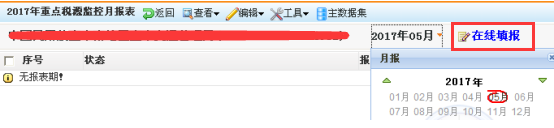 2017年重点税源监控月报表 返回 查看 编辑 工具 主数据集
2017年05月 在线填报
序号 状态 报 月报
无报表期! 2017年
01月 02月 03月 04月 05月 06月
07月 08月 09月 10月 11月 12月